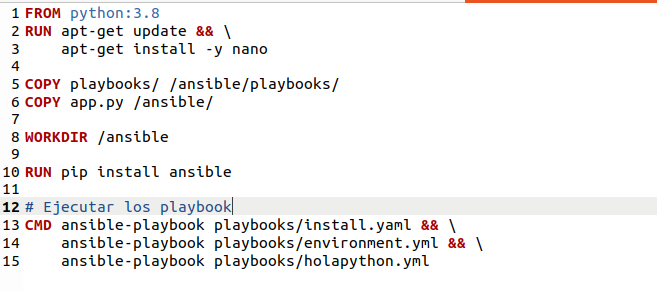 1 FROM python:3.8
2 RUN apt-get update && \
3     apt-get install -y nano
4
5 COPY playbooks/ /ansible/playbooks/
6 COPY app.py /ansible/
7
8 WORKDIR /ansible
9
10 RUN pip install ansible
11
12 # Ejecutar los playbook
13 CMD ansible-playbook playbooks/install.yaml && \
14     ansible-playbook playbooks/environment.yml && \
15     ansible-playbook playbooks/holapython.yml